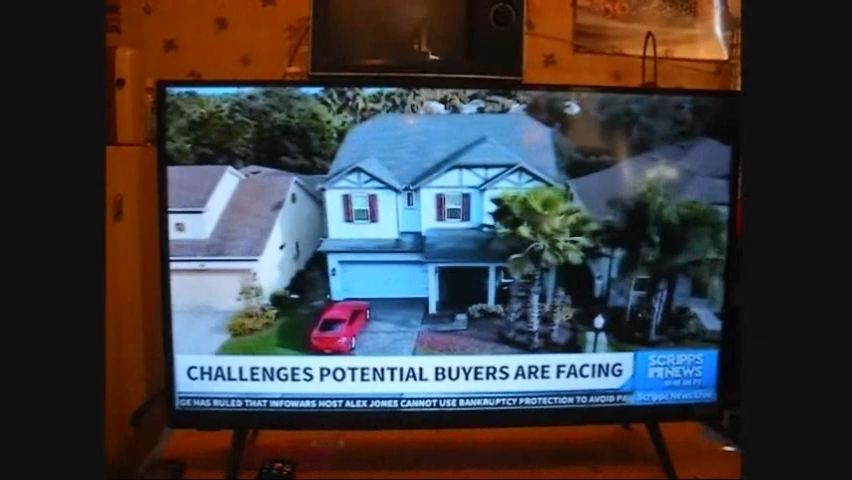 CHALLENGES POTENTIAL BUYERS ARE FACING
SCRIPPS
NEWS
GE HAS RULED THAT INFOWARS HOST ALEX JONES CANNOT USE BANKRUPTCY PROTECTION TO AVOID PA
Scripps News Live